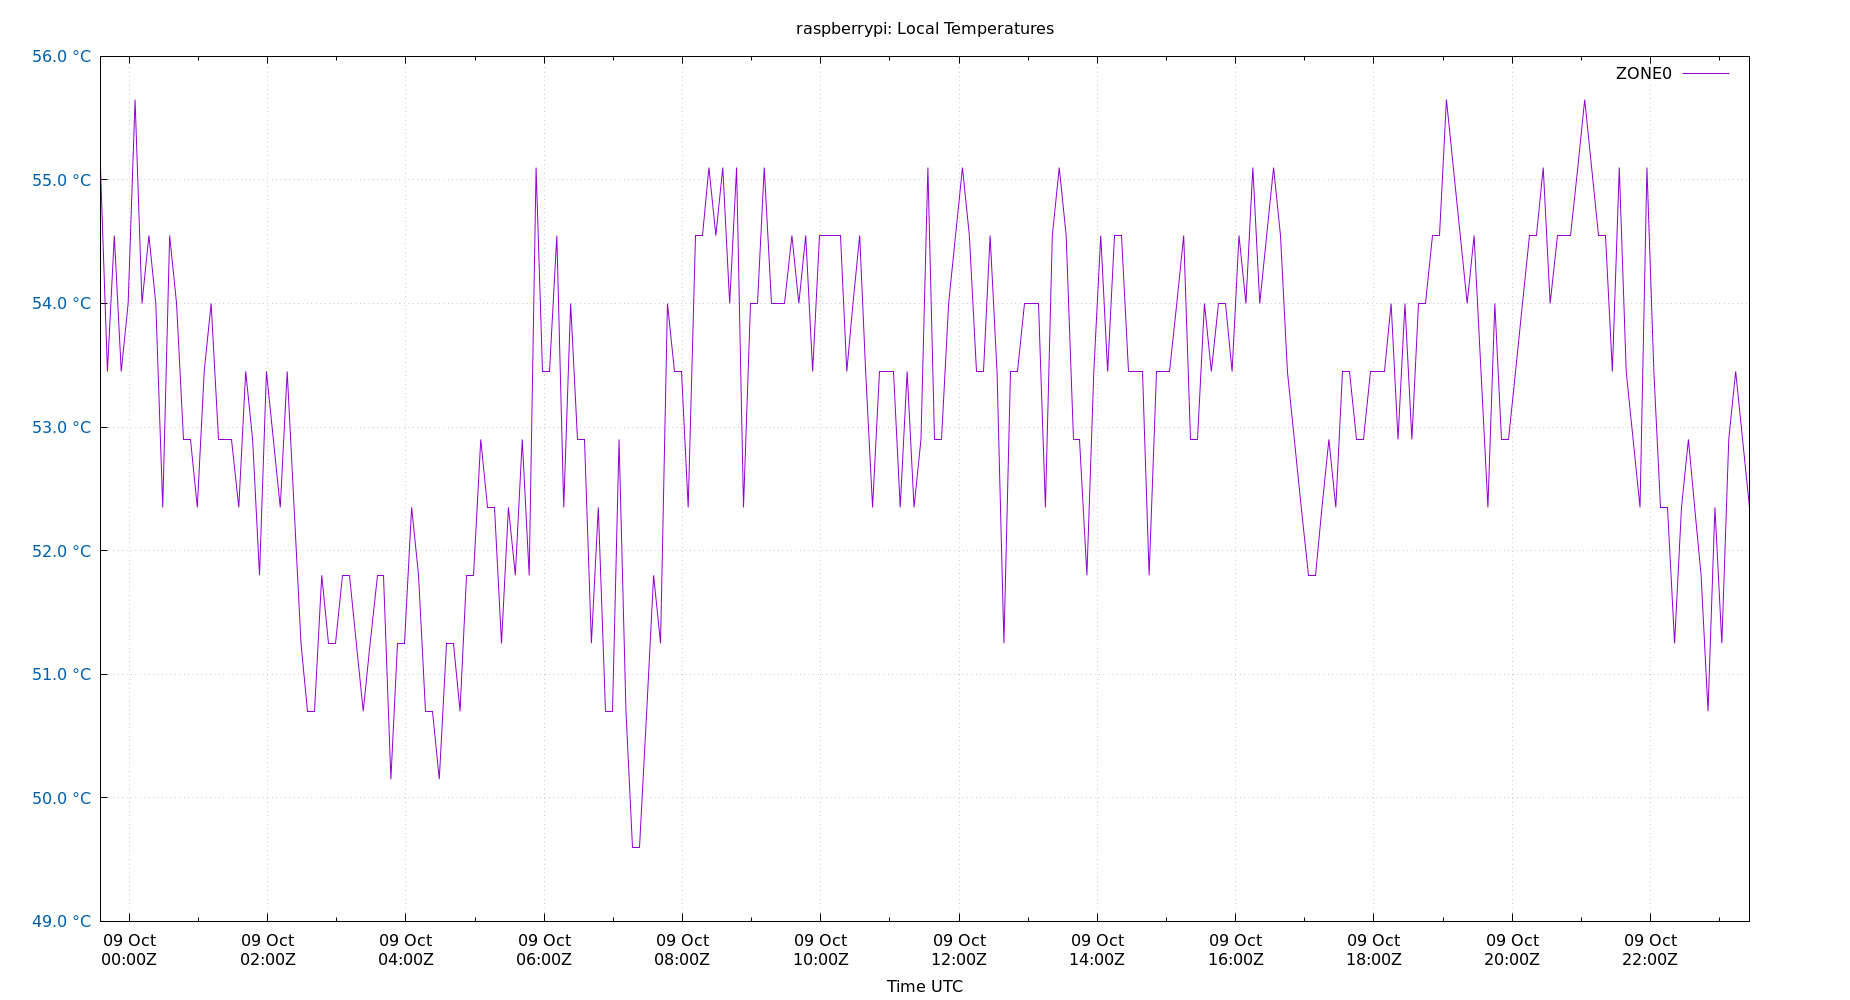 raspberrypi: Local Temperatures
56.0 °C
ZONE0
55.0 °C
54.0 °C
53.0 °C
52.0 °C
51.0 °C
50.0 °C
49.0 °C
09 Oct 09 Oct 09 Oct 09 Oct 09 Oct 09 Oct 09 Oct 09 Oct 09 Oct 09 Oct 09 Oct 09 Oct
00:00Z 02:00Z 04:00Z 06:00Z 08:00Z 10:00Z 12:00Z 14:00Z 16:00Z 18:00Z 20:00Z 22:00Z
Time UTC